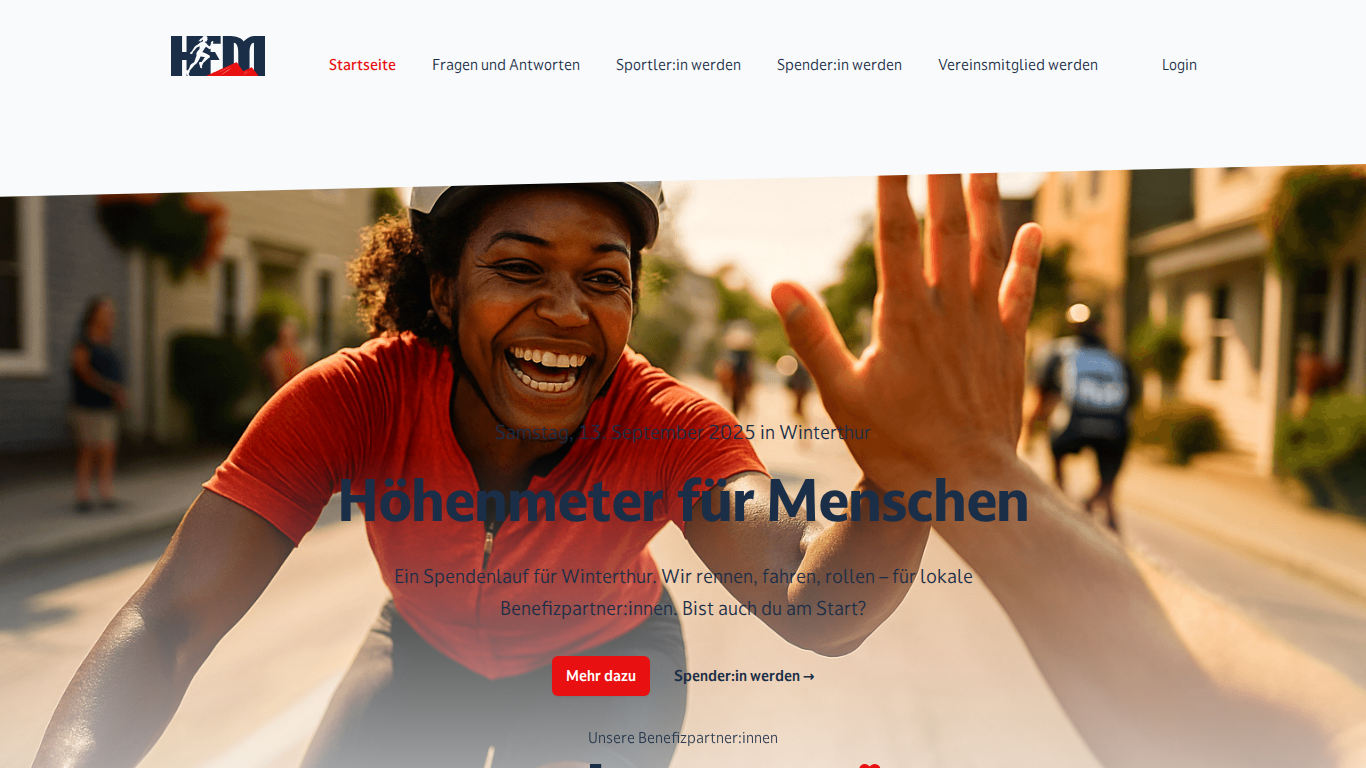 HFM
Startseite
Fragen und Antworten
Sportler:in werden
Spender:in werden
Vereinsmitglied werden
Login
Samstag, 13. September 2025 in Winterthur
Höhenmeter für Menschen
Ein Spendenlauf für Winterthur. Wir rennen, fahren, rollen – für lokale
Benefizpartner:innen. Bist auch du am Start?
Mehr dazu
Spender:in werden →
Unsere Benefizpartner:innen